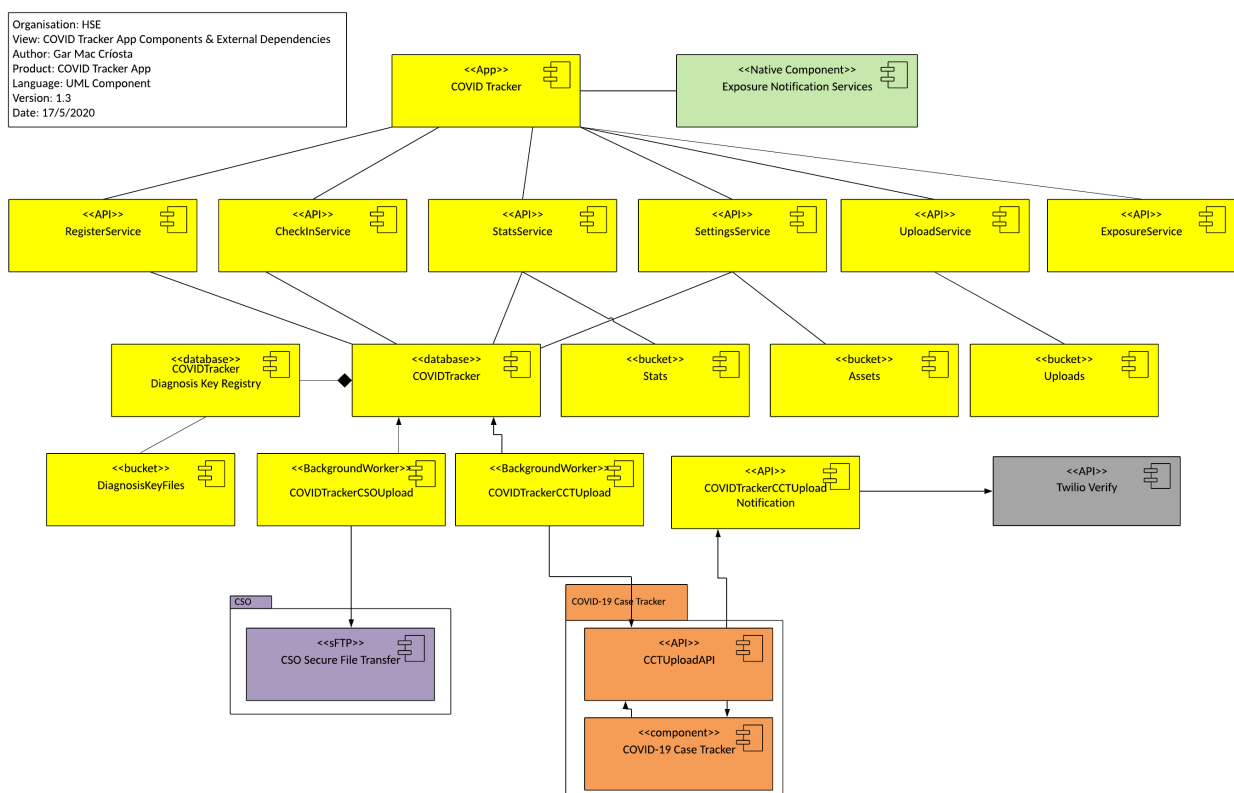 Organisation: HSE
View: COVID Tracker App Components & External Dependencies
Author: Gar Mac Críosta
Product: COVID Tracker App
Language: UML Component
Version: 1.3
Date: 17/5/2020
<<App>>
COVID Tracker
<<Native Component>>
Exposure Notification Services
<<API>>
RegisterService
<<API>>
CheckInService
<<API>>
StatsService
<<API>>
SettingsService
<<API>>
UploadService
<<API>>
ExposureService
<<database>>
COVIDTracker
Diagnosis Key Registry
<<database>>
COVIDTracker
<<bucket>>
Stats
<<bucket>>
Assets
<<bucket>>
Uploads
<<bucket>>
DiagnosisKeyFiles
<<BackgroundWorker>>
COVIDTrackerCSOUpload
<<BackgroundWorker>>
COVIDTrackerCCTUpload
<<API>>
COVIDTrackerCCTUpload
Notification
<<API>>
Twilio Verify
CSO
<<sFTP>>
CSO Secure File Transfer
COVID-19 Case Tracker
<<API>>
CCTUploadAPI
<<component>>
COVID-19 Case Tracker